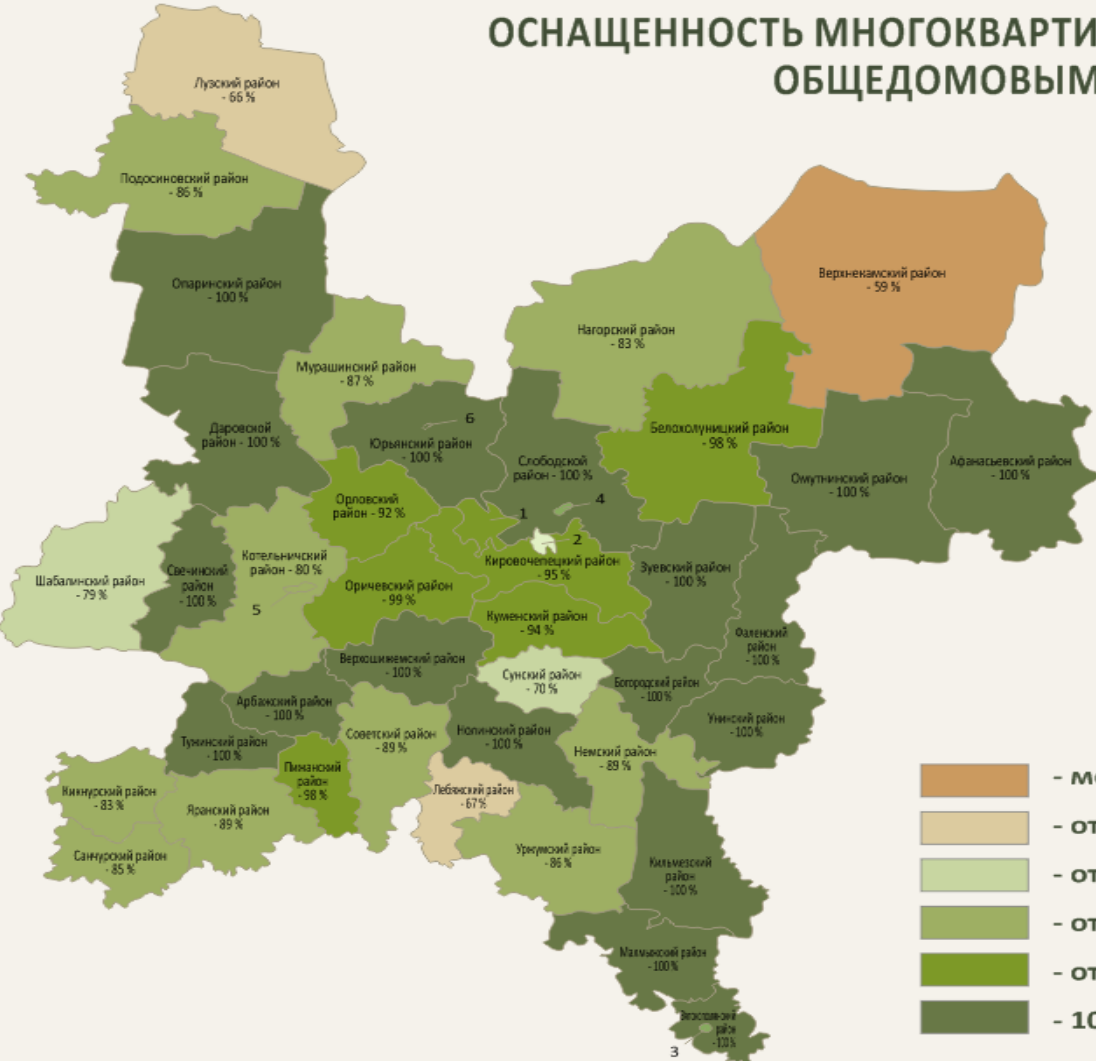 ОСНАЩЕННОСТЬ МНОГОКВАРТИ
ОБЩЕДОМОВЫМ
Лузский район
- 66 %
Подосиновский район
- 86 %
Опаринский район
- 100 %
Верхнекамский район
- 59 %
Нагорский район
- 83 %
Мурашинский район
- 87 %
Даровской
район - 100 %
6
Юрьянский район
- 100 %
Белохолуницкий район
- 98 %
Слободской
район - 100 %
Афанасьевский район
- 100 %
Омутнинский район
- 100 %
Орловский
район - 92 %
1
4
2
Шабалинский район
- 79 %
Свечинский
район
- 100 %
Котельничский
район - 80 %
5
Кировочепецкий район
- 95 %
Зуевский район
- 100 %
Оричевский район
- 99 %
Куменский район
- 94 %
Фаленский
район
- 100 %
Верхошижемский район
- 100 %
Сунский район
- 70 %
Богородский район
- 100 %
Арбажский район
- 100 %
Унинский район
- 100 %
Тужинский район
- 100 %
Советский район
- 89 %
Нолинский район
- 100 %
Немский район
- 89 %
Пижанский
район
- 98 %
Кикнурский район
- 83 %
Лебяжский район
- 67 %
Яранский район
- 89 %
Санчурский район
- 85 %
Уржумский район
- 86 %
Кильмезский
район
- 100 %
Малмыжский район
- 100 %
Вятскополянский
район
- 100 %
3
- м
- от
- от
- от
- от
- 10